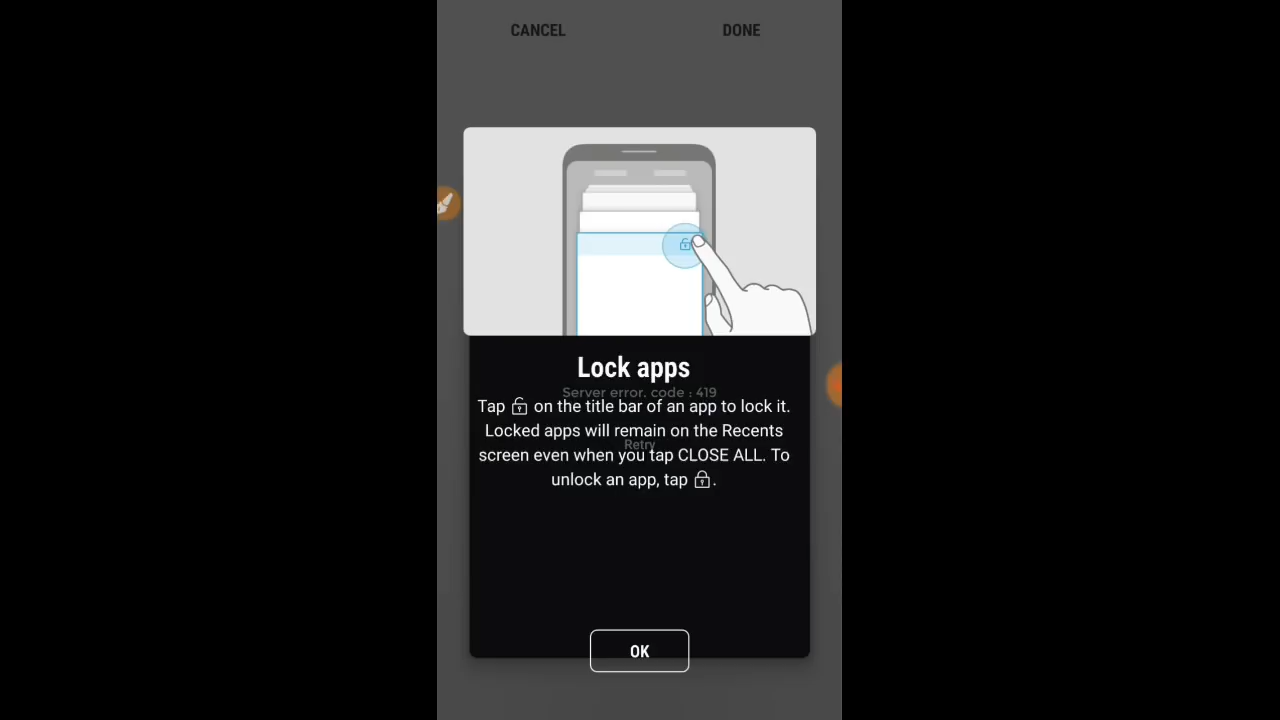 CANCEL DONE
Lock apps
Server error. code : 419
Tap on the title bar of an app to lock it.
Locked apps will remain on the Recents
Retry
screen even when you tap CLOSE ALL. To
unlock an app, tap .
OK